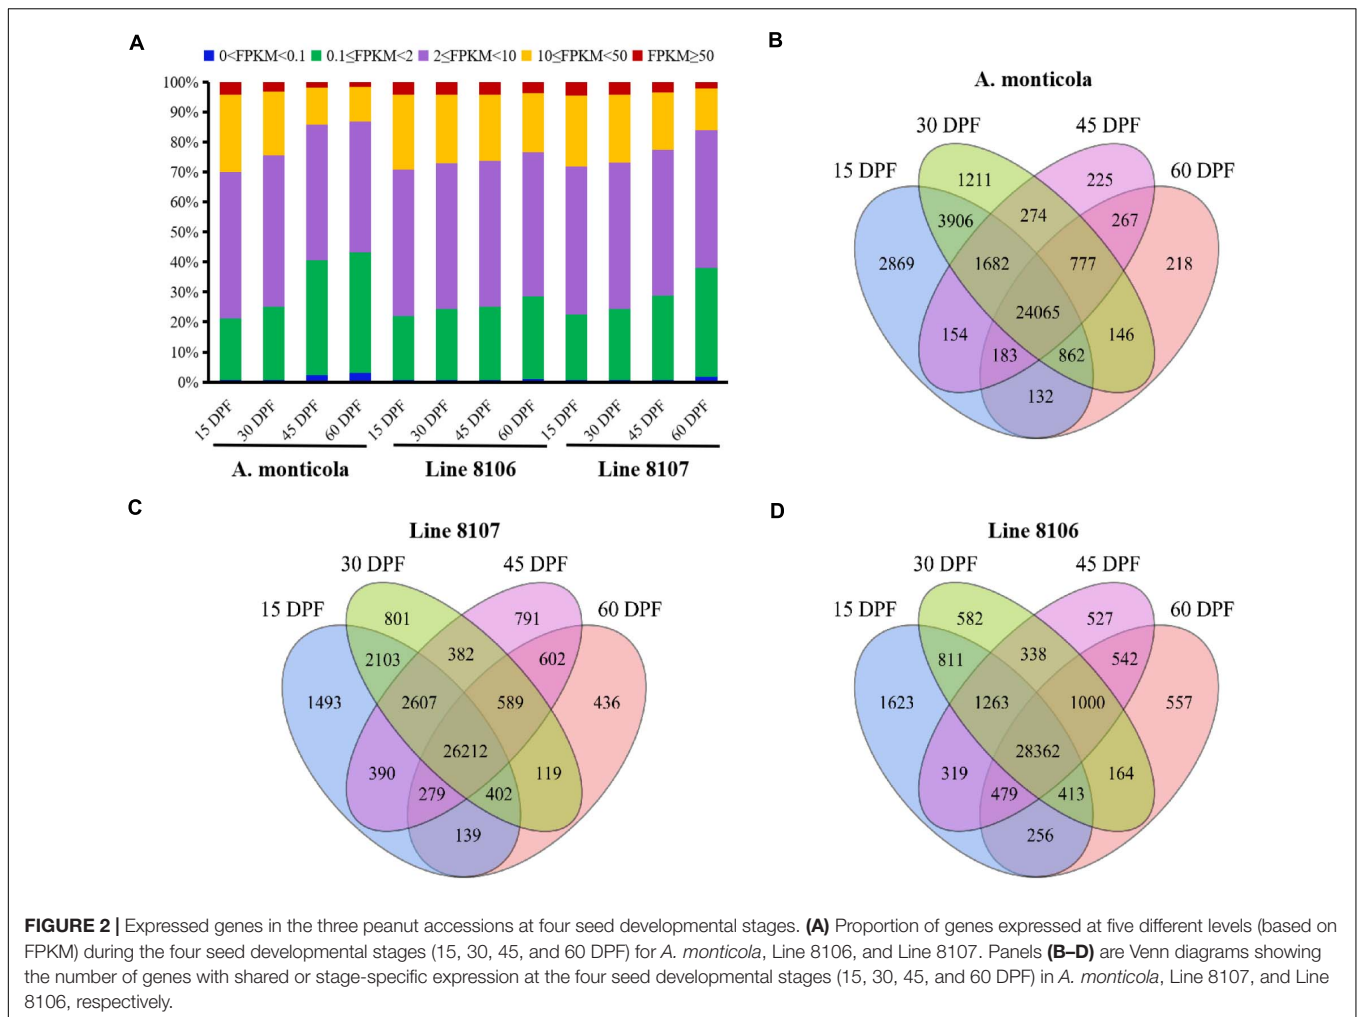 A
0<FPKM<0.1 0.1≤FPKM<2 2≤FPKM<10 10≤FPKM<50 FPKM≥50
100%
90%
80%
70%
60%
50%
40%
30%
20%
10%
0%
15 DPF 30 DPF 45 DPF 60 DPF 15 DPF 30 DPF 45 DPF 60 DPF 15 DPF 30 DPF 45 DPF 60 DPF
A. monticola Line 8106 Line 8107
B
A. monticola
30 DPF 45 DPF
15 DPF 60 DPF
1211 225
3906 274 267
2869 1682 777 218
24065
154 183 862 146
132
C
Line 8107
30 DPF 45 DPF
15 DPF 60 DPF
801 791
2103 382 602
1493 2607 589 436
26212
390 279 402 119
139
D
Line 8106
30 DPF 45 DPF
15 DPF 60 DPF
582 527
811 338 542
1623 1263 1000 557
28362
319 479 413 164
256
FIGURE 2 | Expressed genes in the three peanut accessions at four seed developmental stages. (A) Proportion of genes expressed at five different levels (based on
FPKM) during the four seed developmental stages (15, 30, 45, and 60 DPF) for A. monticola, Line 8106, and Line 8107. Panels (B–D) are Venn diagrams showing
the number of genes with shared or stage-specific expression at the four seed developmental stages (15, 30, 45, and 60 DPF) in A. monticola, Line 8107, and Line
8106, respectively.